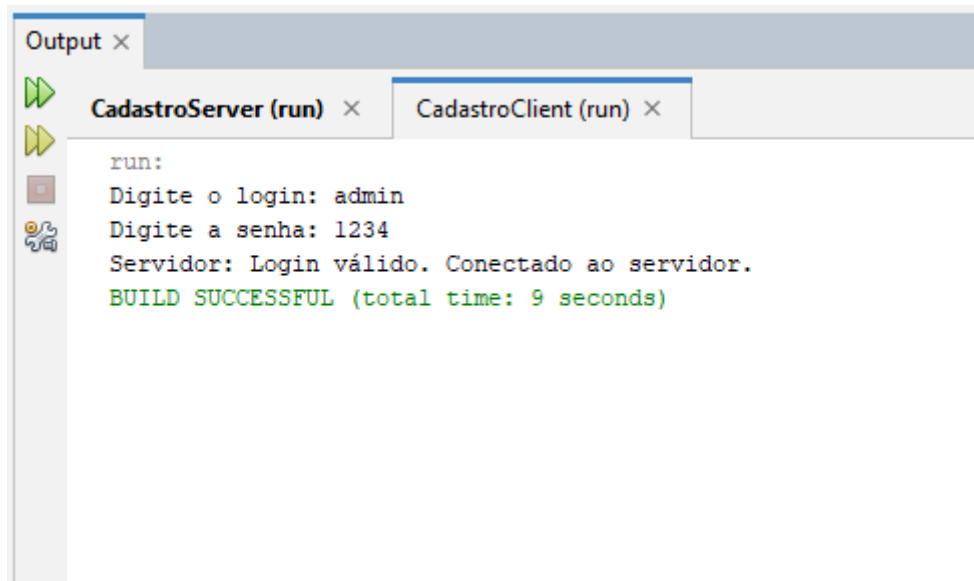 Output
CadastroServer (run) CadastroClient (run)
run:
Digite o login: admin
Digite a senha: 1234
Servidor: Login válido. Conectado ao servidor.
BUILD SUCCESSFUL (total time: 9 seconds)